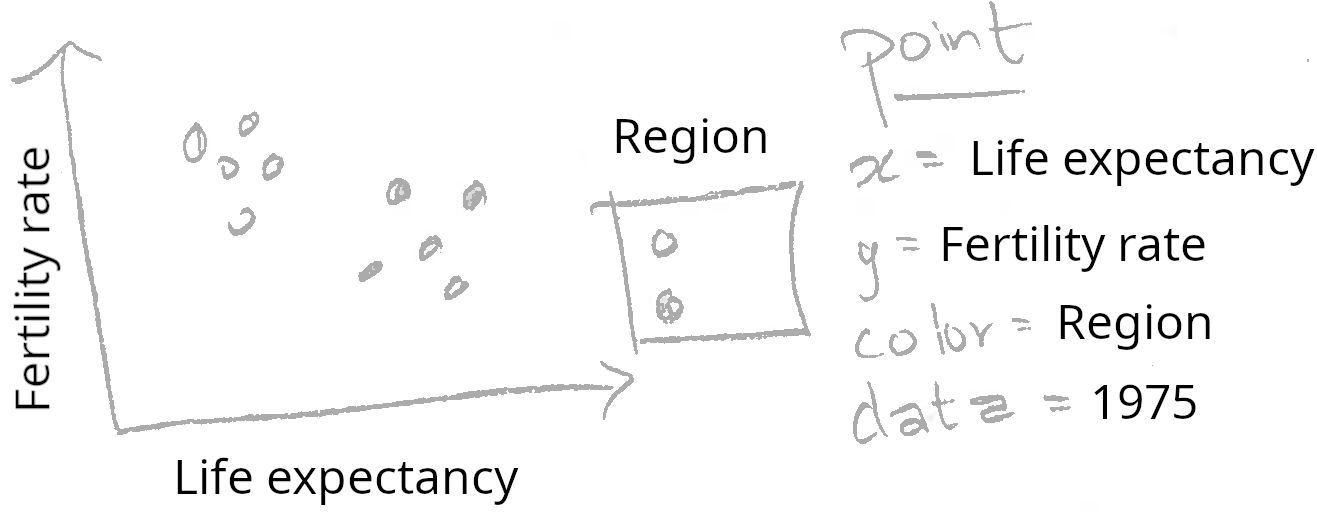 Fertility rate
Life expectancy
Region
point
x = Life expectancy
y = Fertility rate
color = Region
data = 1975